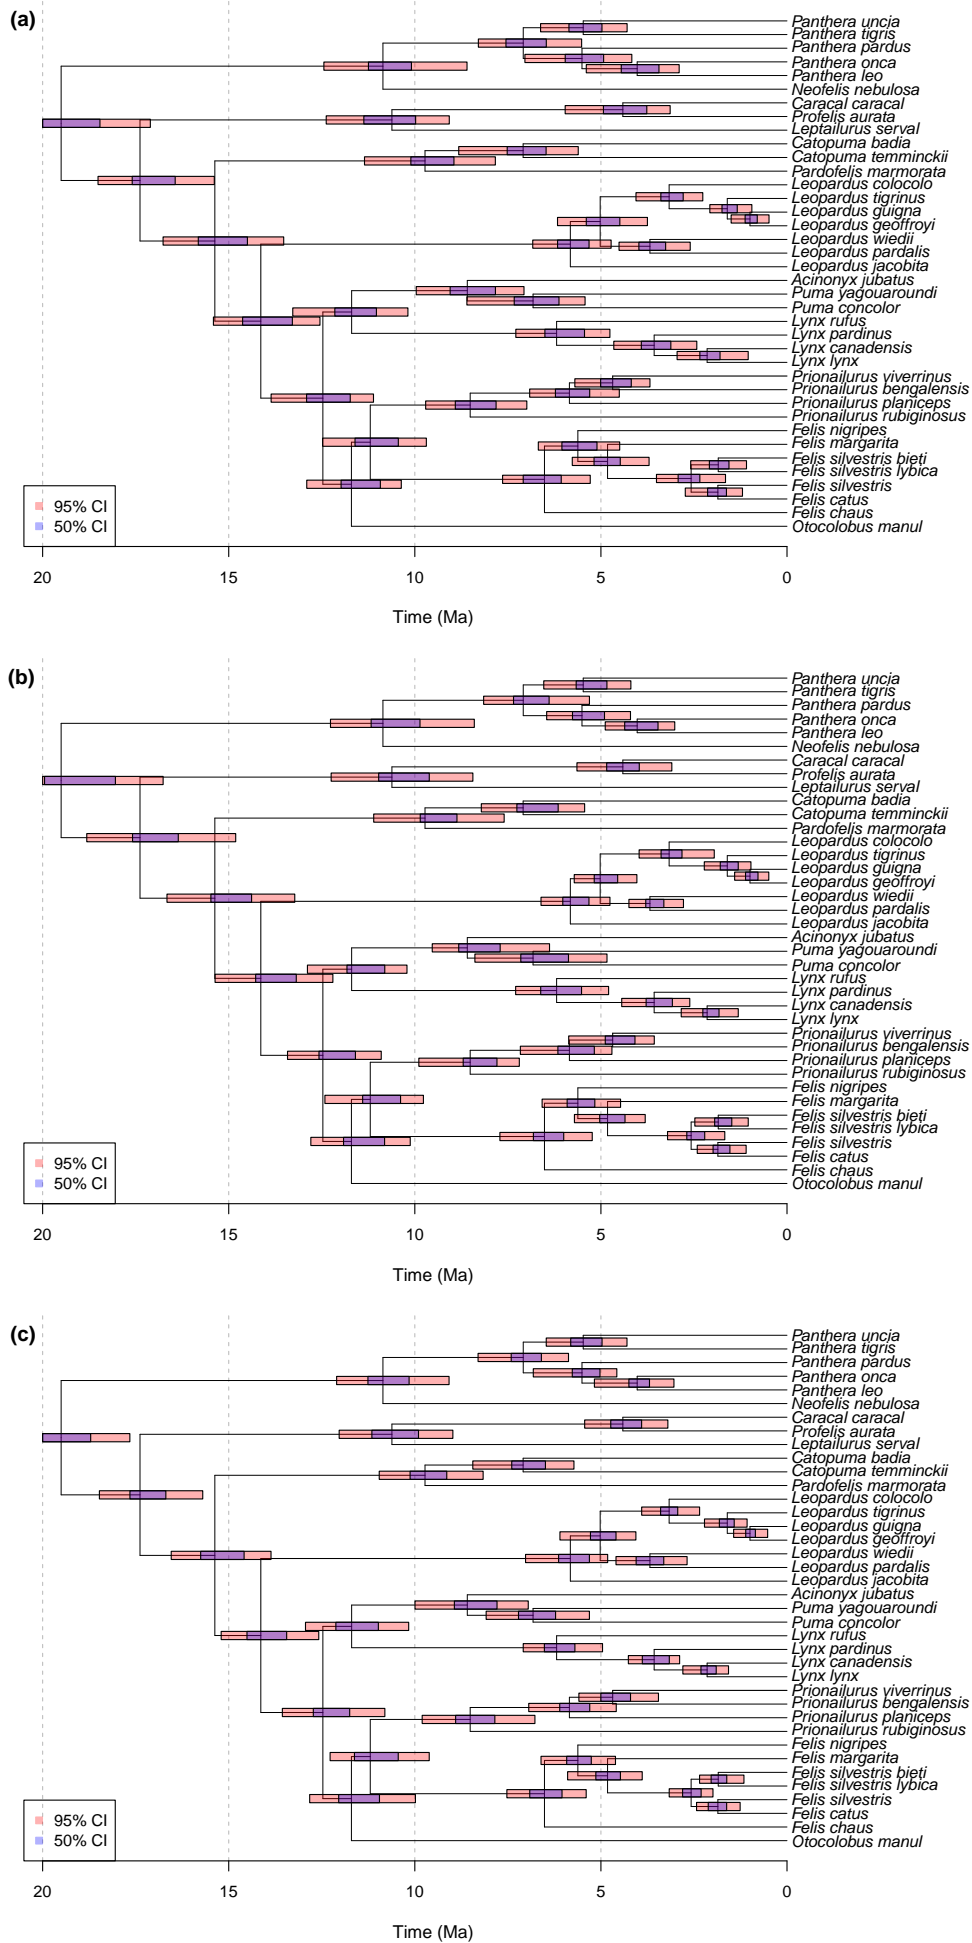 (a)
Panthera uncia
Panthera tigris
Panthera pardus
Panthera onca
Panthera leo
Neofelis nebulosa
Caracal caracal
Profelis aurata
Leptailurus serval
Catopuma badia
Catopuma temminckii
Pardofelis marmorata
Leopardus colocolo
Leopardus tigrinus
Leopardus guigna
Leopardus geoffroyi
Leopardus wiedii
Leopardus pardalis
Leopardus jacobita
Acinonyx jubatus
Puma yagouaroundi
Puma concolor
Lynx rufus
Lynx pardinus
Lynx canadensis
Lynx lynx
Prionailurus viverrinus
Prionailurus bengalensis
Prionailurus planiceps
Prionailurus rubiginosus
Felis nigripes
Felis margarita
Felis silvestris bieti
Felis silvestris lybica
Felis silvestris
Felis catus
Felis chaus
Otocolobus manul
95% CI
50% CI
20 15 10 5 0
Time (Ma)
(b)
Panthera uncia
Panthera tigris
Panthera pardus
Panthera onca
Panthera leo
Neofelis nebulosa
Caracal caracal
Profelis aurata
Leptailurus serval
Catopuma badia
Catopuma temminckii
Pardofelis marmorata
Leopardus colocolo
Leopardus tigrinus
Leopardus guigna
Leopardus geoffroyi
Leopardus wiedii
Leopardus pardalis
Leopardus jacobita
Acinonyx jubatus
Puma yagouaroundi
Puma concolor
Lynx rufus
Lynx pardinus
Lynx canadensis
Lynx lynx
Prionailurus viverrinus
Prionailurus bengalensis
Prionailurus planiceps
Prionailurus rubiginosus
Felis nigripes
Felis margarita
Felis silvestris bieti
Felis silvestris lybica
Felis silvestris
Felis catus
Felis chaus
Otocolobus manul
95% CI
50% CI
20 15 10 5 0
Time (Ma)
(c)
Panthera uncia
Panthera tigris
Panthera pardus
Panthera onca
Panthera leo
Neofelis nebulosa
Caracal caracal
Profelis aurata
Leptailurus serval
Catopuma badia
Catopuma temminckii
Pardofelis marmorata
Leopardus colocolo
Leopardus tigrinus
Leopardus guigna
Leopardus geoffroyi
Leopardus wiedii
Leopardus pardalis
Leopardus jacobita
Acinonyx jubatus
Puma yagouaroundi
Puma concolor
Lynx rufus
Lynx pardinus
Lynx canadensis
Lynx lynx
Prionailurus viverrinus
Prionailurus bengalensis
Prionailurus planiceps
Prionailurus rubiginosus
Felis nigripes
Felis margarita
Felis silvestris bieti
Felis silvestris lybica
Felis silvestris
Felis catus
Felis chaus
Otocolobus manul
95% CI
50% CI
20 15 10 5 0
Time (Ma)